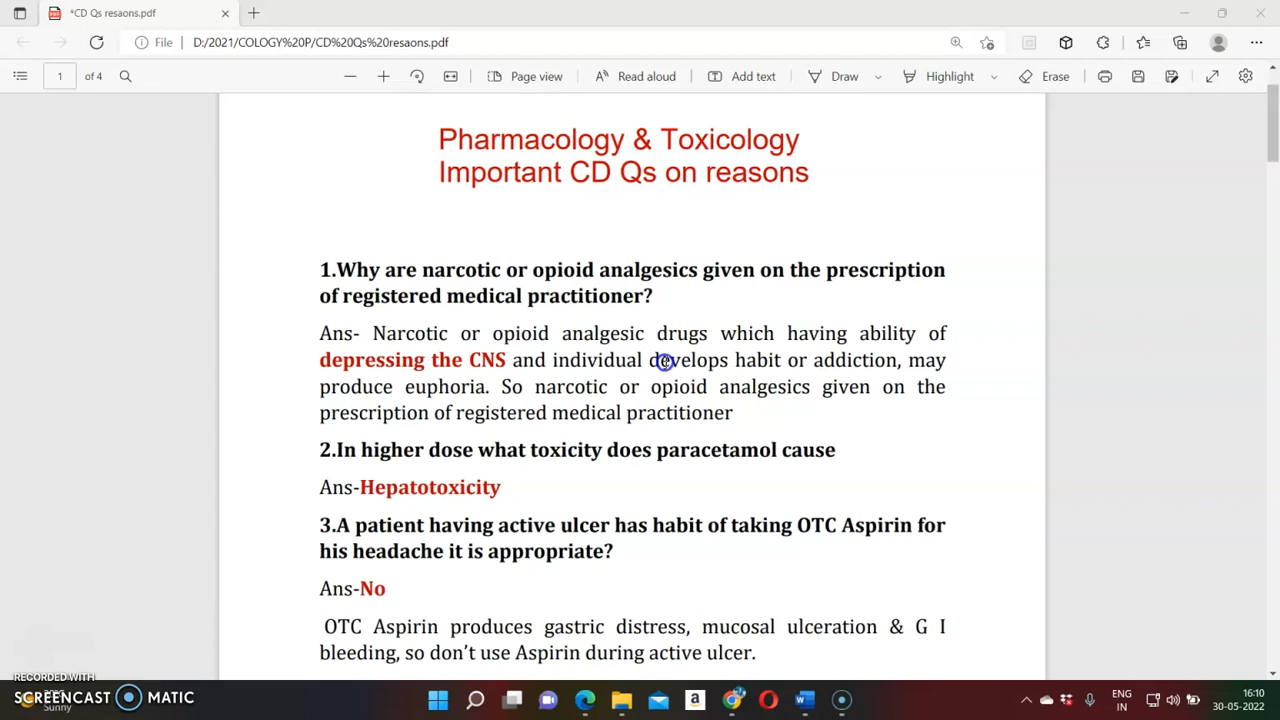 *CD Qs resaons.pdf
File
D:/2021/COLOGY%20P/CD%20Qs%20resaons.pdf
1 of 4
Page view
Read aloud
Add text
Draw
Highlight
Erase
Pharmacology & Toxicology
Important CD Qs on reasons
1.Why are narcotic or opioid analgesics given on the prescription
of registered medical practitioner?
Ans- Narcotic or opioid analgesic drugs which having ability of
depressing the CNS and individual develops habit or addiction, may
produce euphoria. So narcotic or opioid analgesics given on the
prescription of registered medical practitioner
2.In higher dose what toxicity does paracetamol cause
Ans-Hepatotoxicity
3.A patient having active ulcer has habit of taking OTC Aspirin for
his headache it is appropriate?
Ans-No
OTC Aspirin produces gastric distress, mucosal ulceration & G I
bleeding, so don't use Aspirin during active ulcer.
RECORDED WITH
SCREENCAST MATIC
Sunny
ENG
IN
16:10
30-05-2022